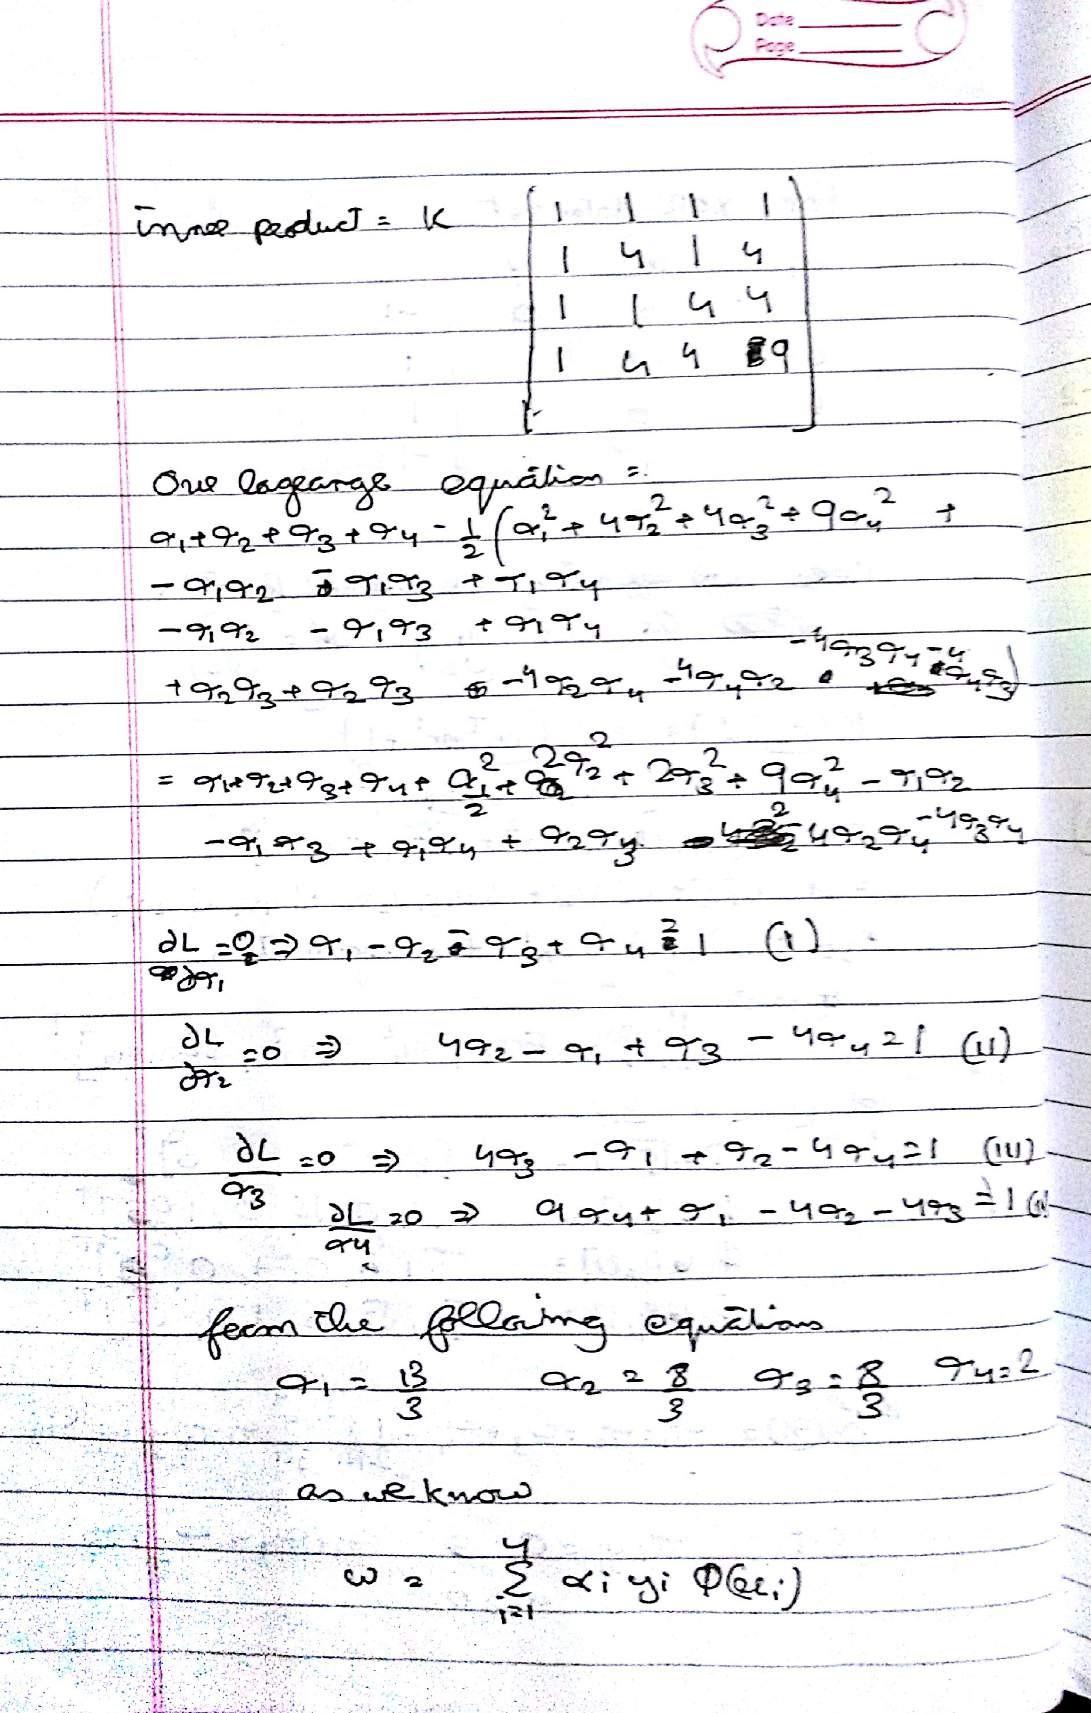 Date
Page
inner product = K
1 1 1 1
1 4 1 4
1 1 4 4
1 4 4 9
Our lagrange equation =
α₁+α₂+α₃+α₄ - 1/2 (α₁² + 4α₂² + 4α₃² + 9α₄² +
- α₁α₂ - α₁α₃ + α₁α₄
- α₁α₂ - α₁α₃ + α₁α₄
+ α₂α₃ + α₂α₃ - 4α₂α₄ - 4α₄α₂ - 4α₃α₄ - 4α₄α₃)
= α₁+α₂+α₃+α₄ + α₁²/2 + 2α₂² + 2α₃² + 9α₄² - α₁α₂
- α₁α₃ + α₁α₄ + α₂α₃ - 4α₂α₄ - 4α₃α₄
∂L/∂α₁ = 0 ⇒ α₁ - α₂ - α₃ + α₄ = 1 (I)
∂L/∂α₂ = 0 ⇒ 4α₂ - α₁ + α₃ - 4α₄ = 1 (II)
∂L/α₃ = 0 ⇒ 4α₃ - α₁ + α₂ - 4α₄ = 1 (III)
∂L/α₄ = 0 ⇒ 9α₄ + α₁ - 4α₂ - 4α₃ = 1
from the following equations
α₁ = 13/3 α₂ = 8/3 α₃ = 8/3 α₄ = 2
as we know
w = Σ_{i=1}^{4} αi yi Φ(xi)